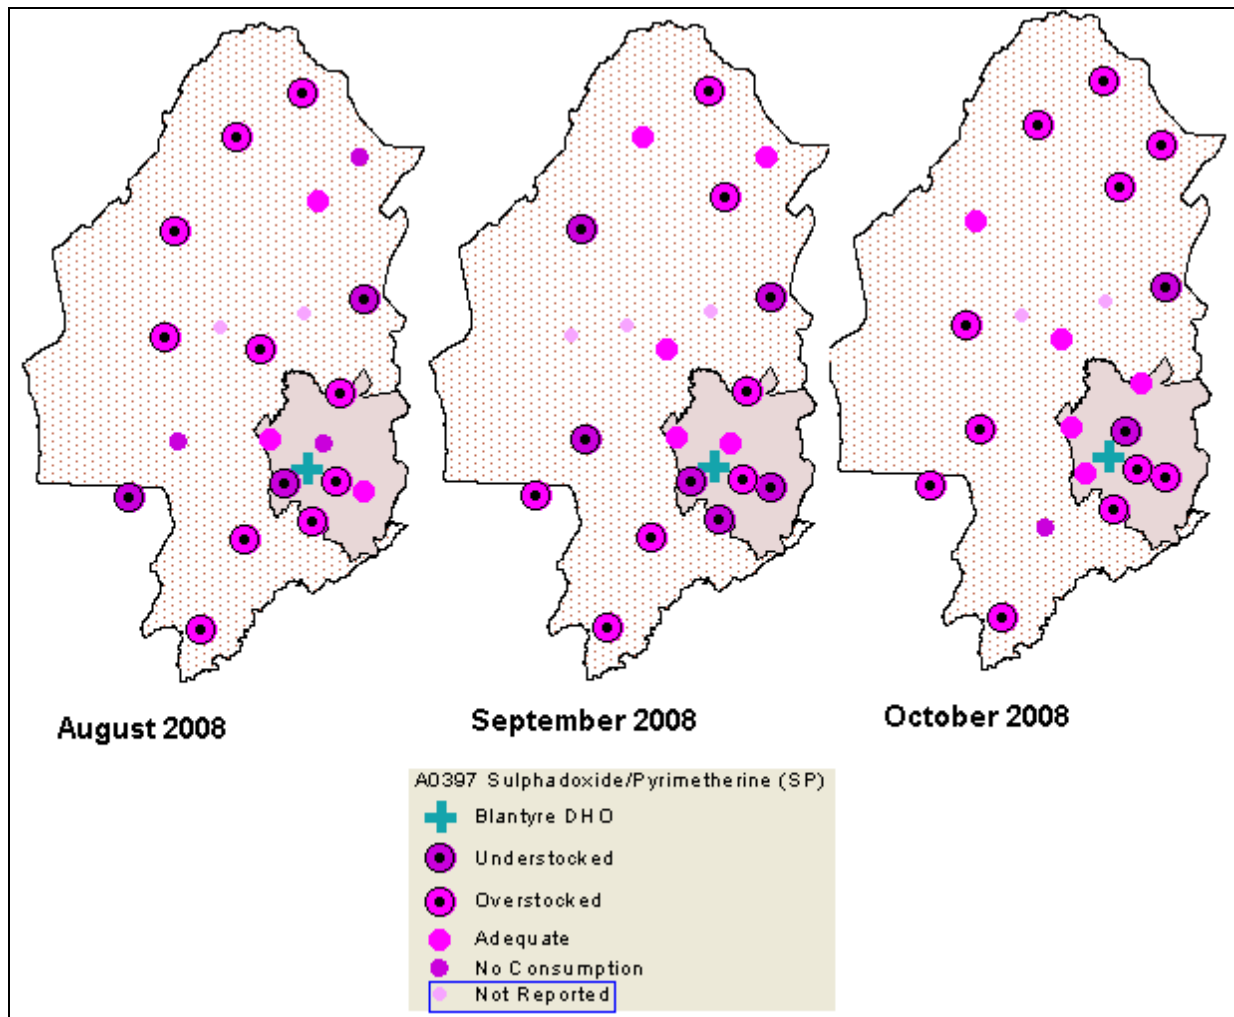 August 2008
September 2008
October 2008
A0397 Sulphadoxide/Pyrimetherine (SP)
Blantyre DHO
Understocked
Overstocked
Adequate
No Consumption
Not Reported